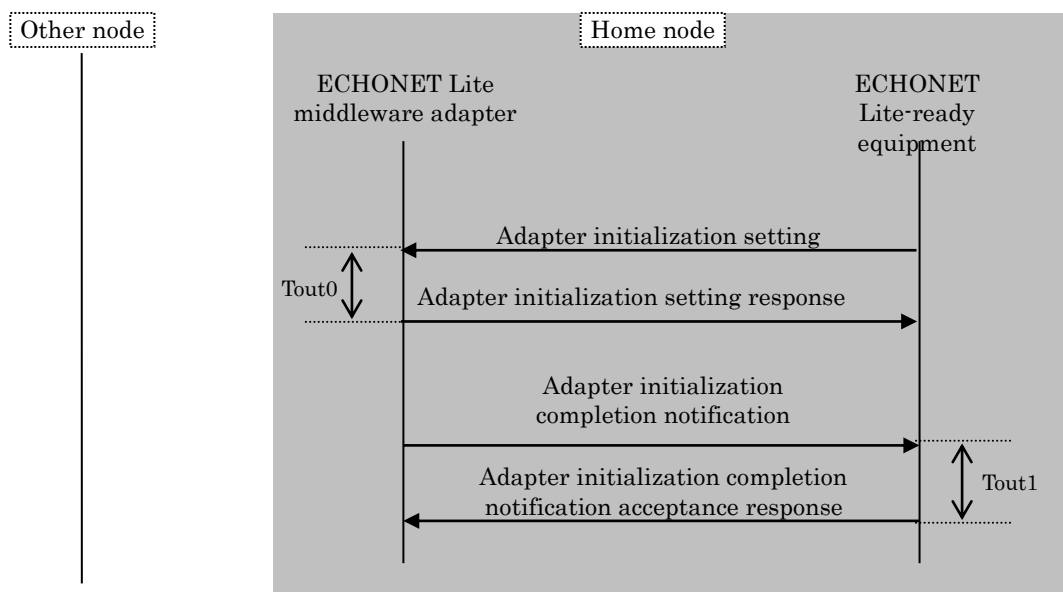 Other node
Home node
ECHONET Lite
middleware adapter
ECHONET
Lite-ready
equipment
Adapter initialization setting
Tout0
Adapter initialization setting response
Adapter initialization
completion notification
Adapter initialization completion
notification acceptance response
Tout1